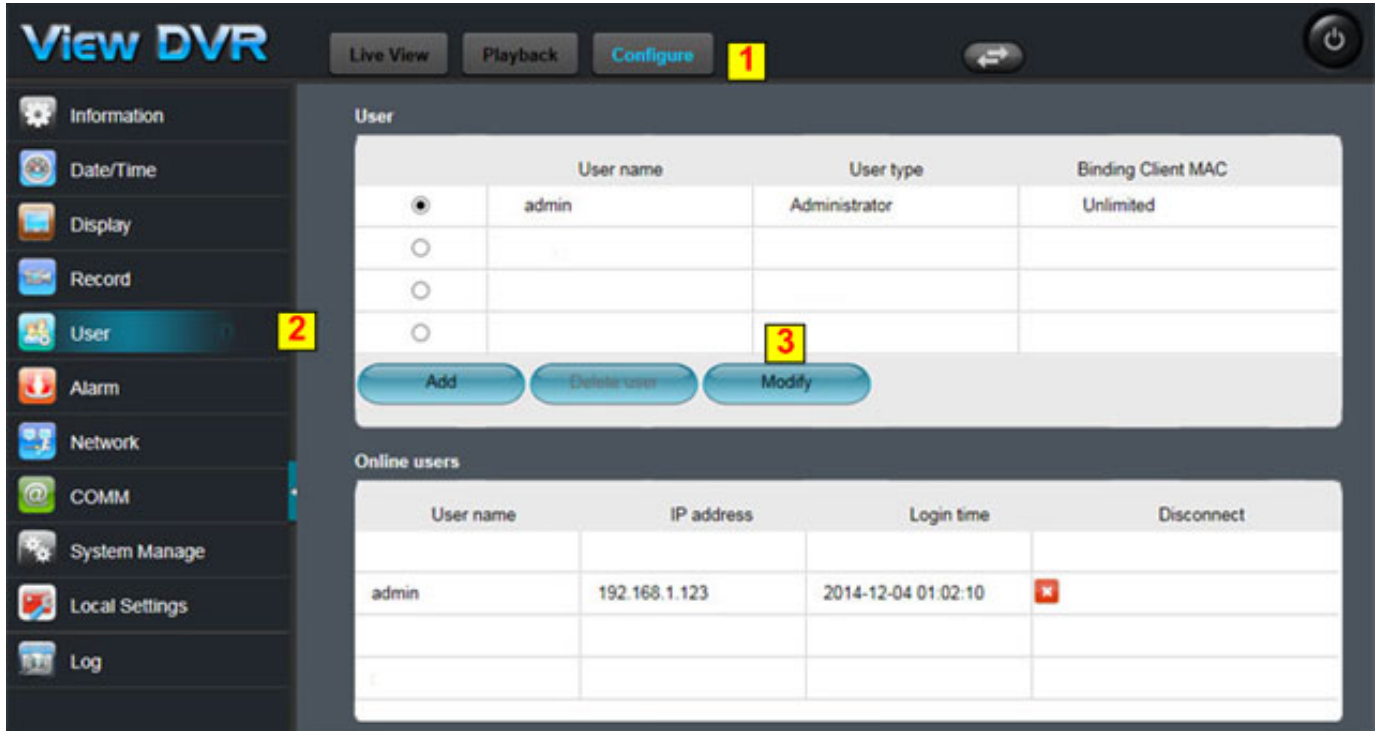 View DVR
Live View Playback Configure 1
Information
Date/Time
Display
Record
User 2
Alarm
Network
COMM
System Manage
Local Settings
Log
User
User name User type Binding Client MAC
admin Administrator Unlimited
3
Add Delete user Modify
Online users
User name IP address Login time Disconnect
admin 192.168.1.123 2014-12-04 01:02:10